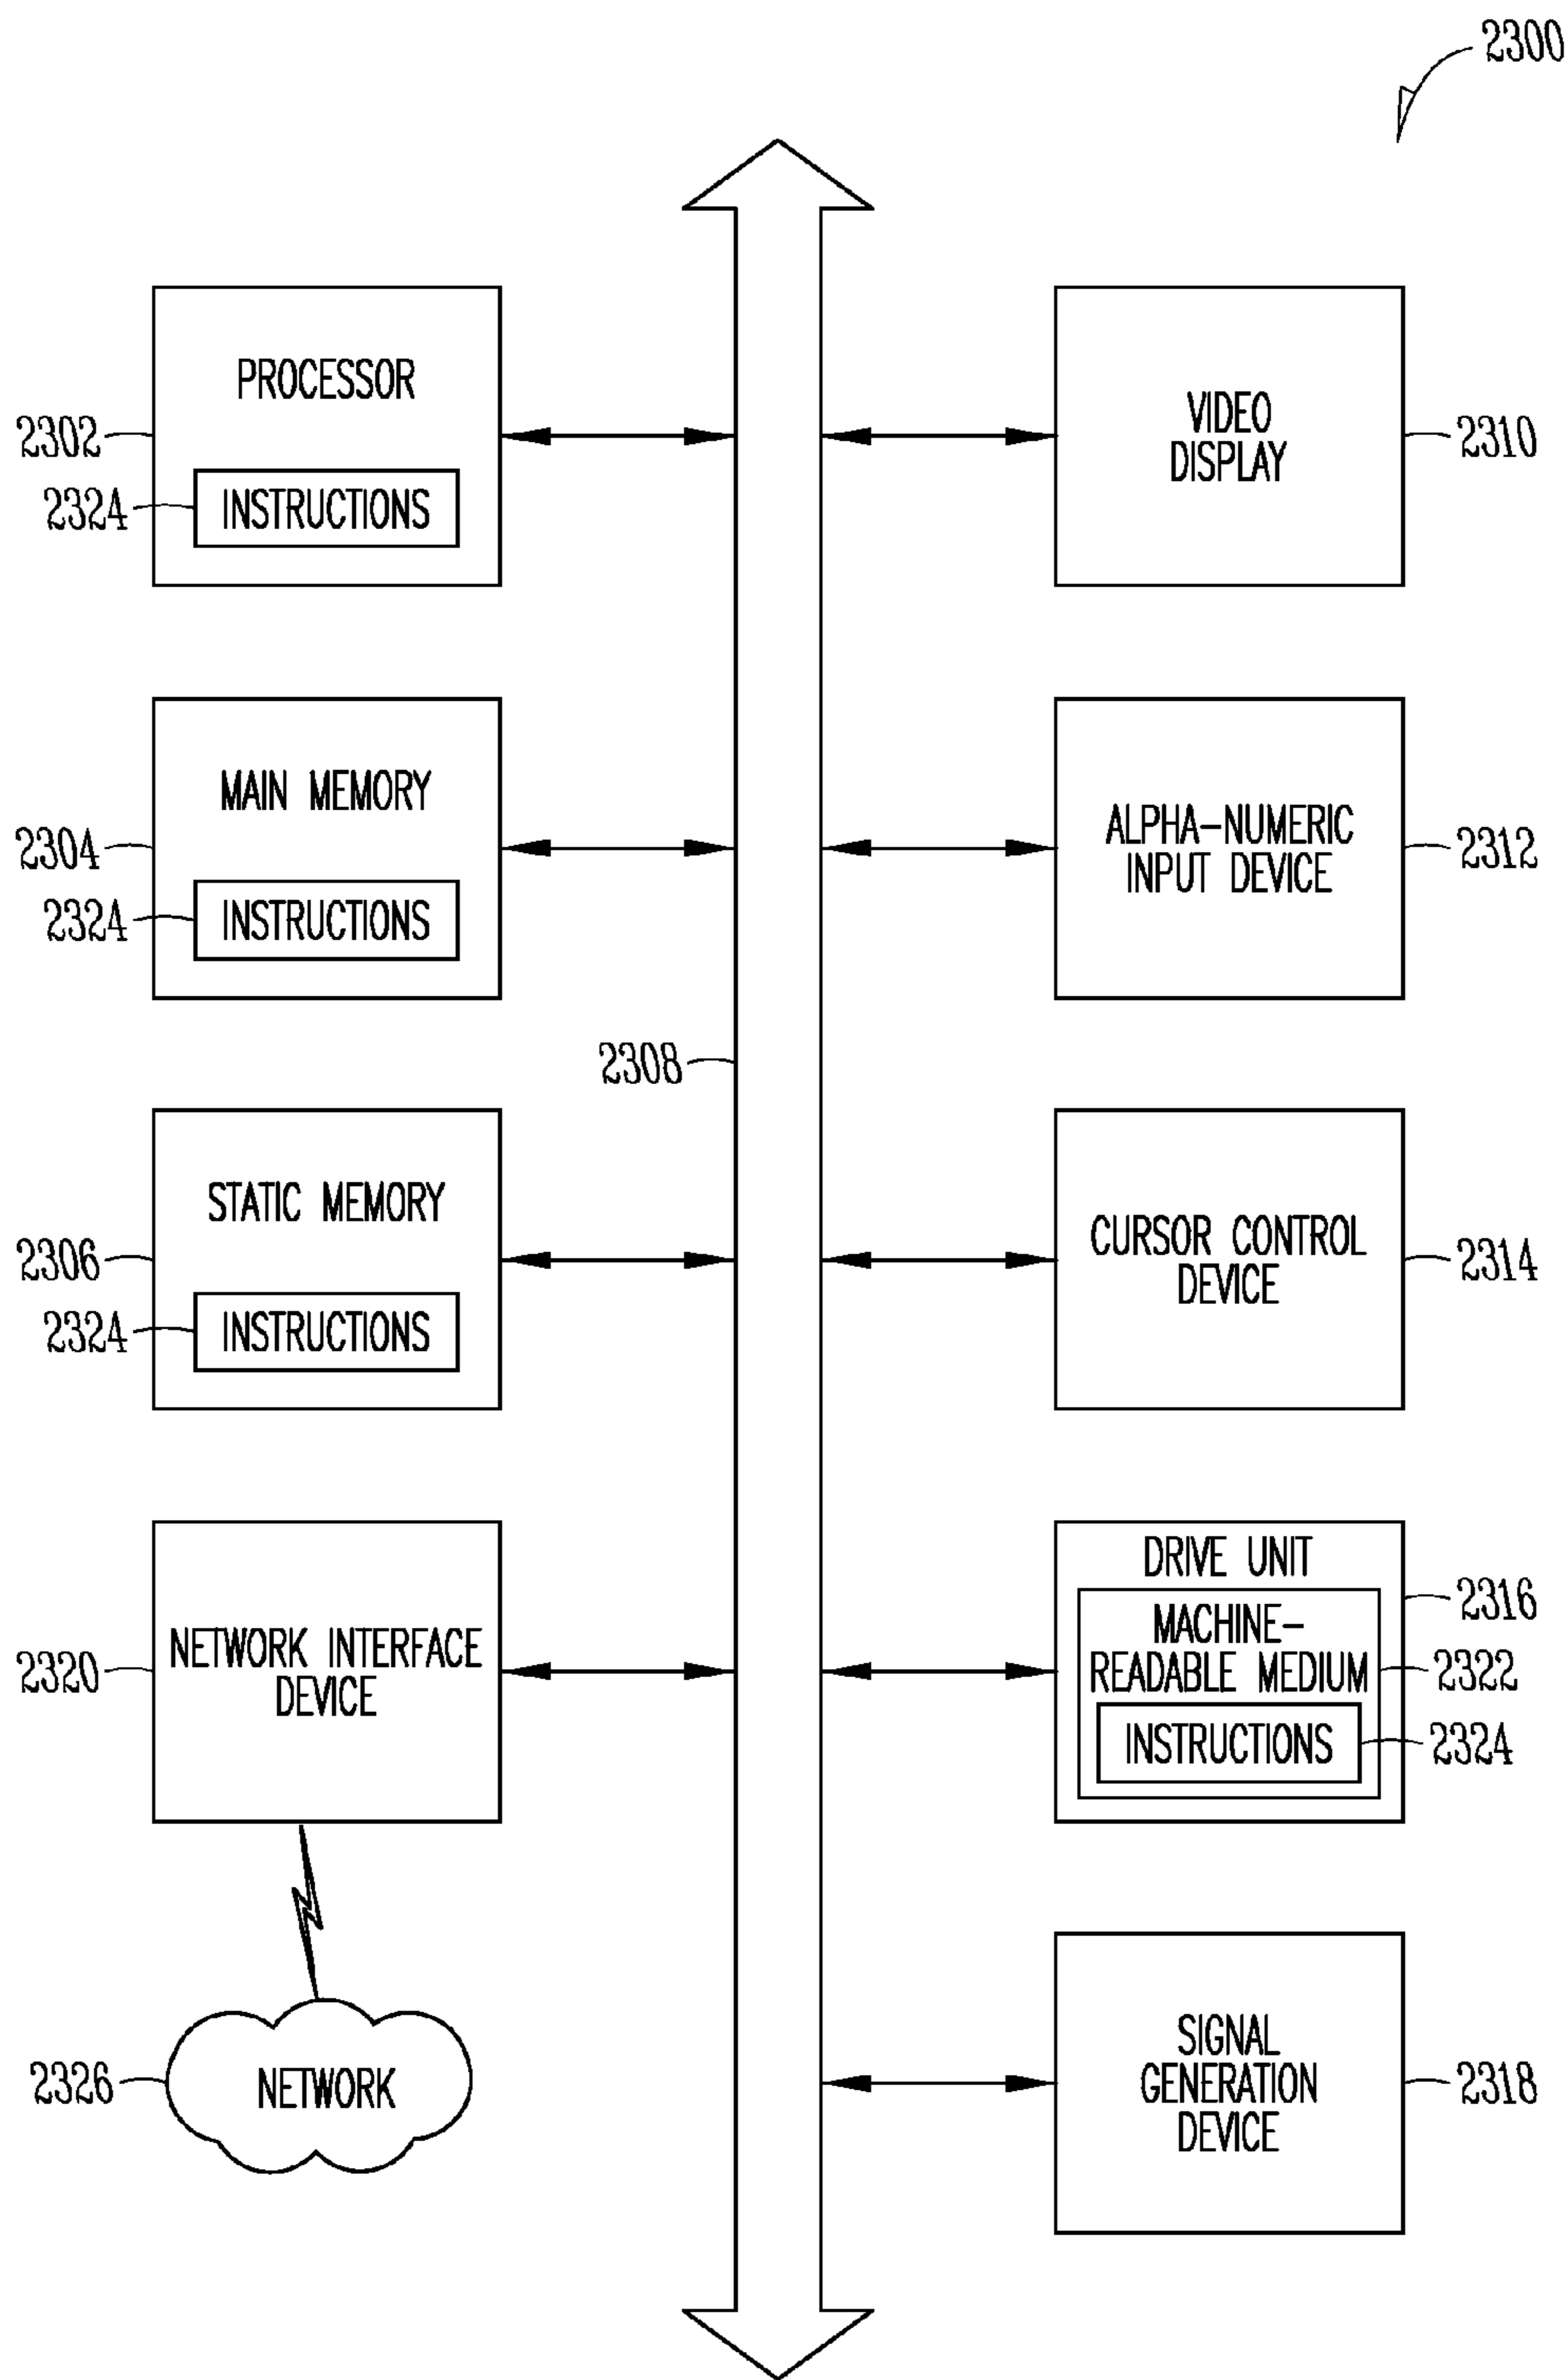 2300
PROCESSOR
2302
2324
INSTRUCTIONS
VIDEO
DISPLAY
2310
MAIN MEMORY
2304
2324
INSTRUCTIONS
ALPHA-NUMERIC
INPUT DEVICE
2312
2308
STATIC MEMORY
2306
2324
INSTRUCTIONS
CURSOR CONTROL
DEVICE
2314
NETWORK INTERFACE
DEVICE
2320
DRIVE UNIT
2316
MACHINE-
READABLE MEDIUM
2322
INSTRUCTIONS
2324
NETWORK
2326
SIGNAL
GENERATION
DEVICE
2318